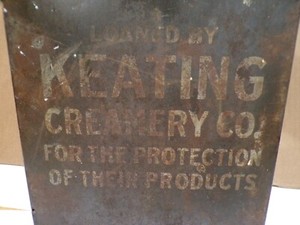 LOANED BY
KEATING
CREAMERY CO.
FOR THE PROTECTION
OF THEIR PRODUCTS